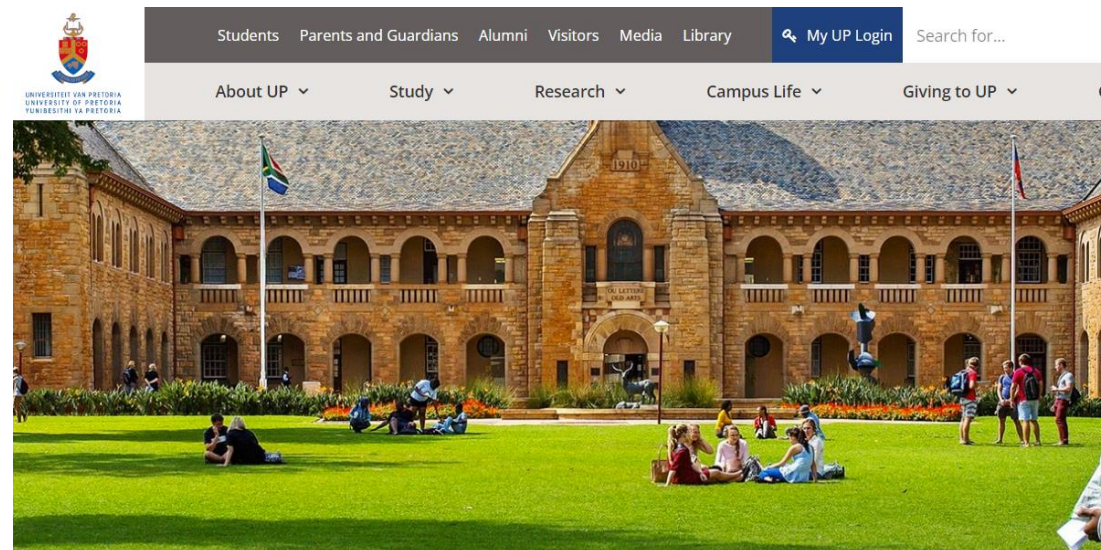 UNIVERSITEIT VAN PRETORIA
UNIVERSITY OF PRETORIA
YUNIBESITHI YA PRETORIA
Students Parents and Guardians Alumni Visitors Media Library My UP Login Search for...
About UP Study Research Campus Life Giving to UP
1910
OU LETTERE
OLD ARTS